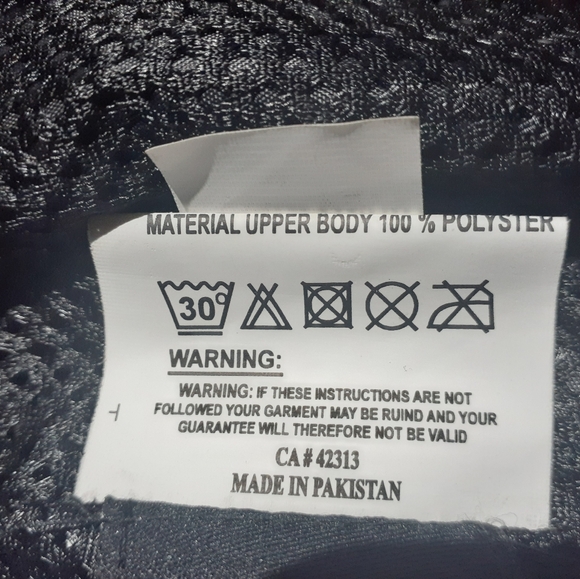 MATERIAL UPPER BODY 100 % POLYSTER
30°
WARNING:
WARNING: IF THESE INSTRUCTIONS ARE NOT
FOLLOWED YOUR GARMENT MAY BE RUIND AND YOUR
GUARANTEE WILL THEREFORE NOT BE VALID
CA # 42313
MADE IN PAKISTAN